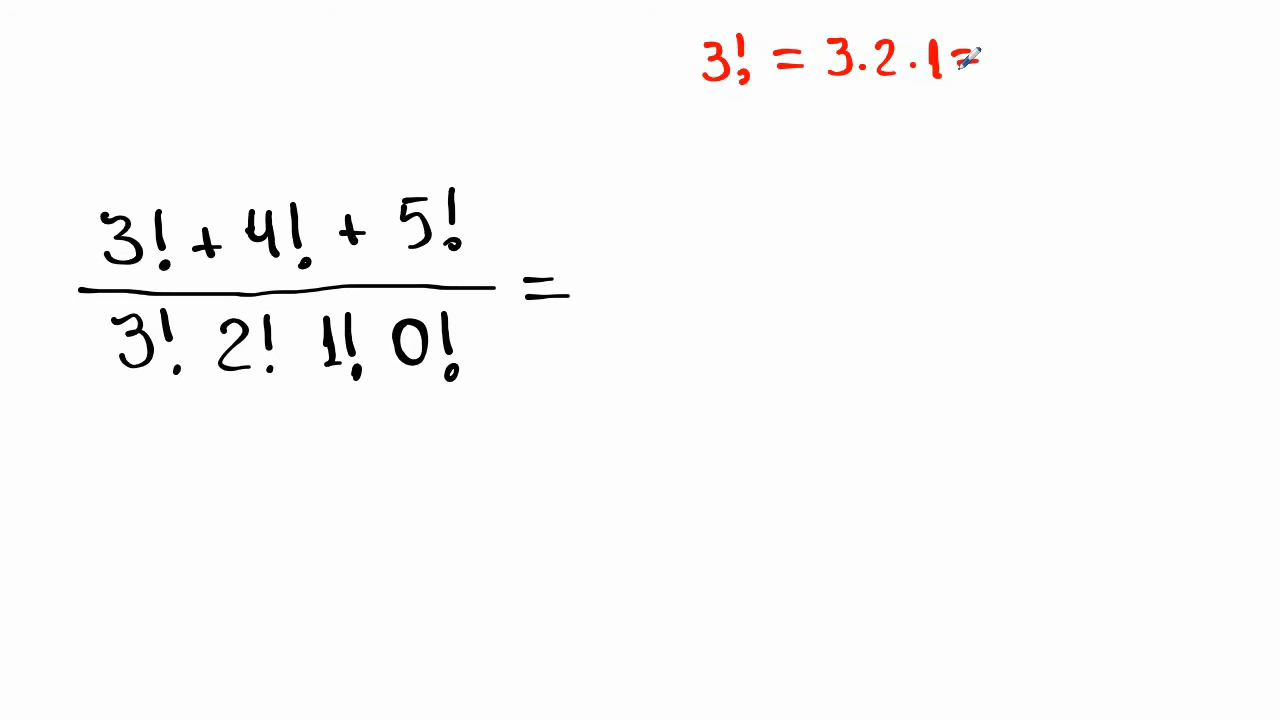 3! = 3·2·1=
3! + 4! + 5!
3! 2! 1! 0!
=